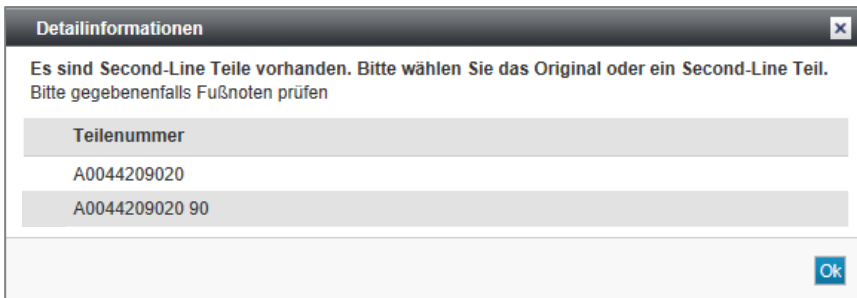 Detailinformationen
Es sind Second-Line Teile vorhanden. Bitte wählen Sie das Original oder ein Second-Line Teil.
Bitte gegebenenfalls Fußnoten prüfen
Teilenummer
A0044209020
A0044209020 90
Ok